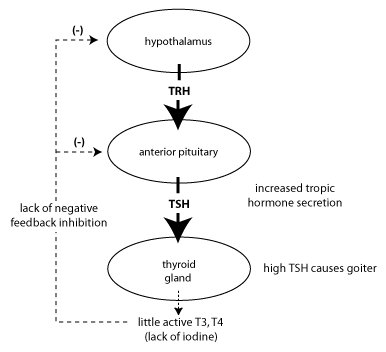 (-)
hypothalamus
TRH
(-)
anterior pituitary
increased tropic
hormone secretion
TSH
lack of negative
feedback inhibition
thyroid
gland
high TSH causes goiter
little active T3, T4
(lack of iodine)